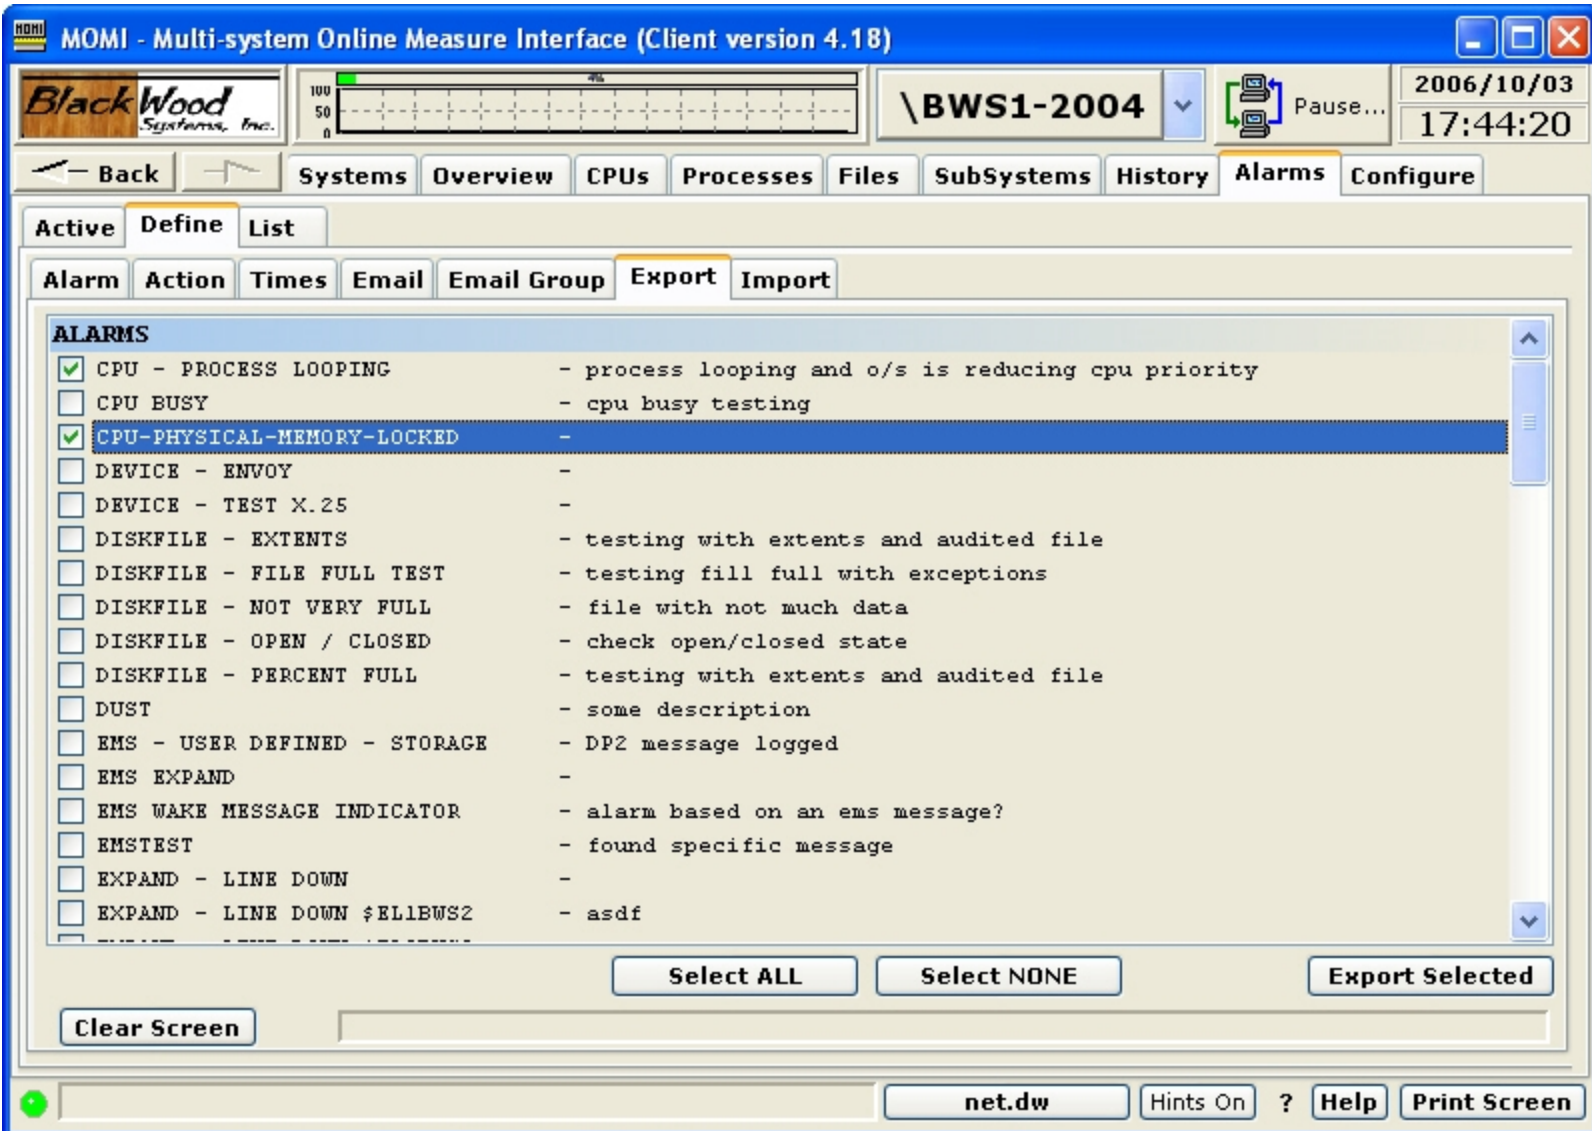 MOMI
MOMI - Multi-system Online Measure Interface (Client version 4.18)
BlackWood
Systems, Inc.
4%
100
50
0
\BWS1-2004
Pause...
2006/10/03
17:44:20
Back
Systems Overview CPUs Processes Files SubSystems History Alarms Configure
Active Define List
Alarm Action Times Email Email Group Export Import
ALARMS
CPU - PROCESS LOOPING - process looping and o/s is reducing cpu priority
CPU BUSY - cpu busy testing
CPU-PHYSICAL-MEMORY-LOCKED -
DEVICE - ENVOY -
DEVICE - TEST X.25 -
DISKFILE - EXTENTS - testing with extents and audited file
DISKFILE - FILE FULL TEST - testing fill full with exceptions
DISKFILE - NOT VERY FULL - file with not much data
DISKFILE - OPEN / CLOSED - check open/closed state
DISKFILE - PERCENT FULL - testing with extents and audited file
DUST - some description
EMS - USER DEFINED - STORAGE - DP2 message logged
EMS EXPAND -
EMS WAKE MESSAGE INDICATOR - alarm based on an ems message?
EMSTEST - found specific message
EXPAND - LINE DOWN -
EXPAND - LINE DOWN $EL1BWS2 - asdf
Select ALL Select NONE Export Selected
Clear Screen
net.dw Hints On ? Help Print Screen